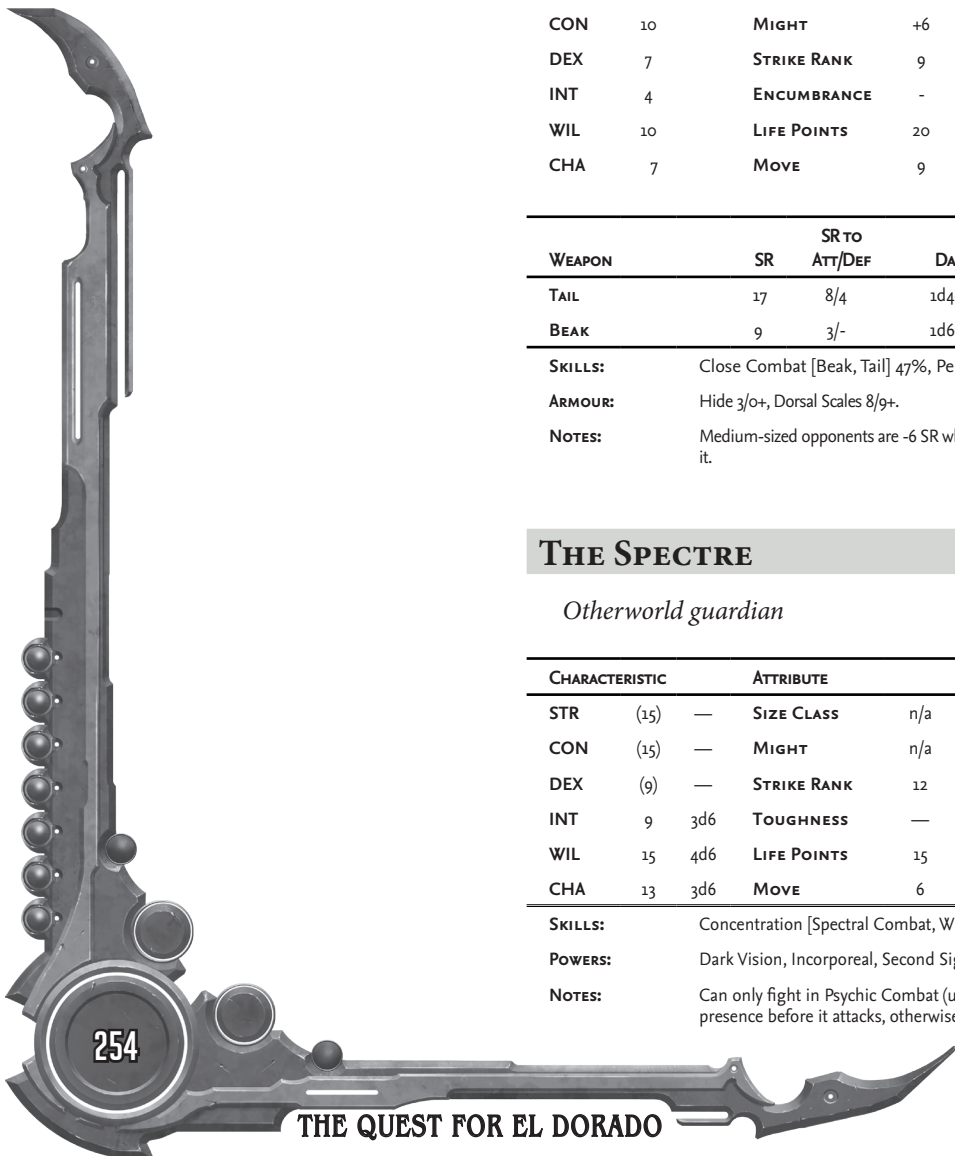 CON 10 MIGHT +6
DEX 7 STRIKE RANK 9
INT 4 ENCUMBRANCE -
WIL 10 LIFE POINTS 20
CHA 7 MOVE 9
SR TO
WEAPON SR ATT/DEF DA
TAIL 17 8/4 1d4
BEAK 9 3/- 1d6
SKILLS: Close Combat [Beak, Tail] 47%, Pe
ARMOUR: Hide 3/0+, Dorsal Scales 8/9+.
NOTES: Medium-sized opponents are -6 SR wh
it.
THE SPECTRE
Otherworld guardian
CHARACTERISTIC ATTRIBUTE
STR (15) — SIZE CLASS n/a
CON (15) — MIGHT n/a
DEX (9) — STRIKE RANK 12
INT 9 3d6 TOUGHNESS —
WIL 15 4d6 LIFE POINTS 15
CHA 13 3d6 MOVE 6
SKILLS: Concentration [Spectral Combat, W
POWERS: Dark Vision, Incorporeal, Second Sig
NOTES: Can only fight in Psychic Combat (u
presence before it attacks, otherwise
254
THE QUEST FOR EL DORADO